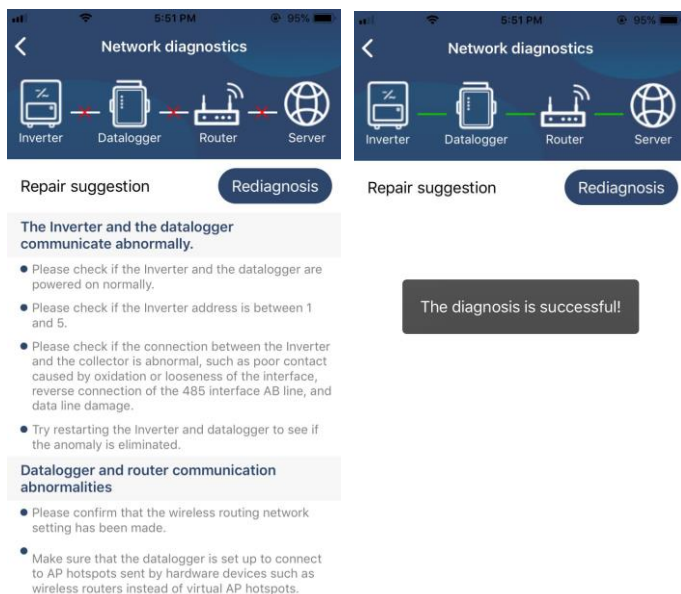 5:51 PM
95%
Network diagnostics
Inverter
Datalogger
Router
Server
Repair suggestion
Rediagnosis
The Inverter and the datalogger
communicate abnormally.
Please check if the Inverter and the datalogger are
powered on normally.
Please check if the Inverter address is between 1
and 5.
Please check if the connection between the Inverter
and the collector is abnormal, such as poor contact
caused by oxidation or looseness of the interface,
reverse connection of the 485 interface AB line, and
data line damage.
Try restarting the Inverter and datalogger to see if
the anomaly is eliminated.
Datalogger and router communication
abnormalities
Please confirm that the wireless routing network
setting has been made.
Make sure that the datalogger is set up to connect
to AP hotspots sent by hardware devices such as
wireless routers instead of virtual AP hotspots.
5:51 PM
95%
Network diagnostics
Inverter
Datalogger
Router
Server
Repair suggestion
Rediagnosis
The diagnosis is successful!